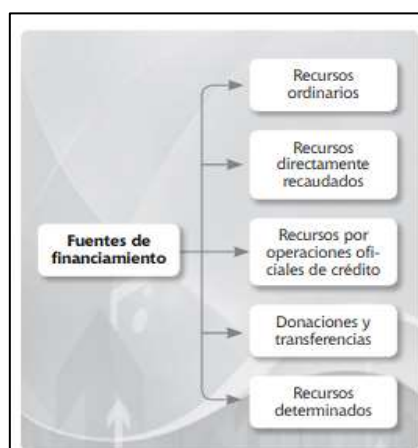 Recursos
ordinarios
Recursos
directamente
recaudados
Fuentes de
financiamiento
Recursos por
operaciones ofi-
ciales de crédito
Donaciones y
transferencias
Recursos
determinados